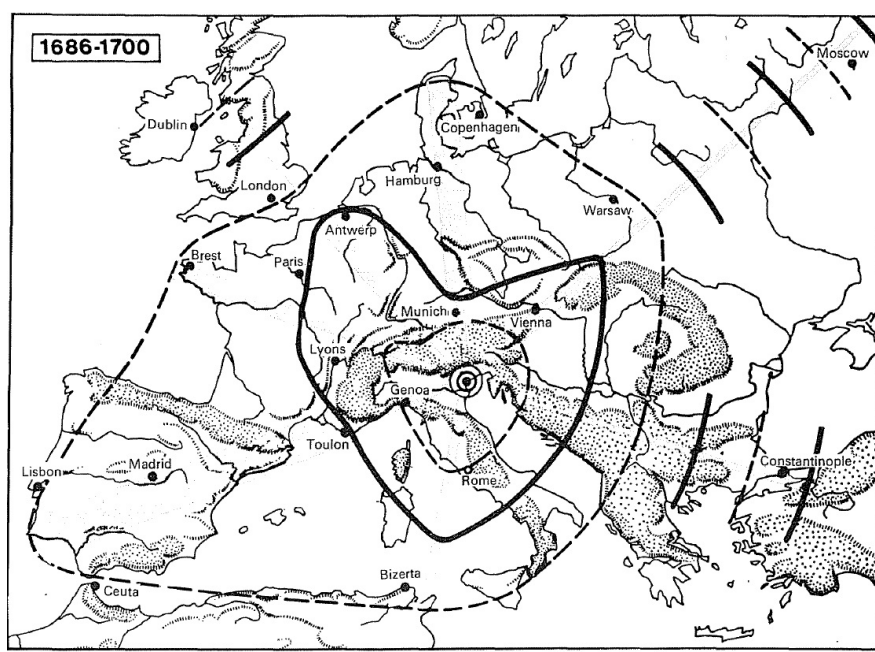 1686-1700
Moscow
Dublin
Copenhagen
London
Hamburg
Warsaw
Antwerp
Brest
Paris
Munich
Vienna
Lyons
Genoa
Toulon
Lisbon
Madrid
Rome
Constantinople
Ceuta
Bizerta